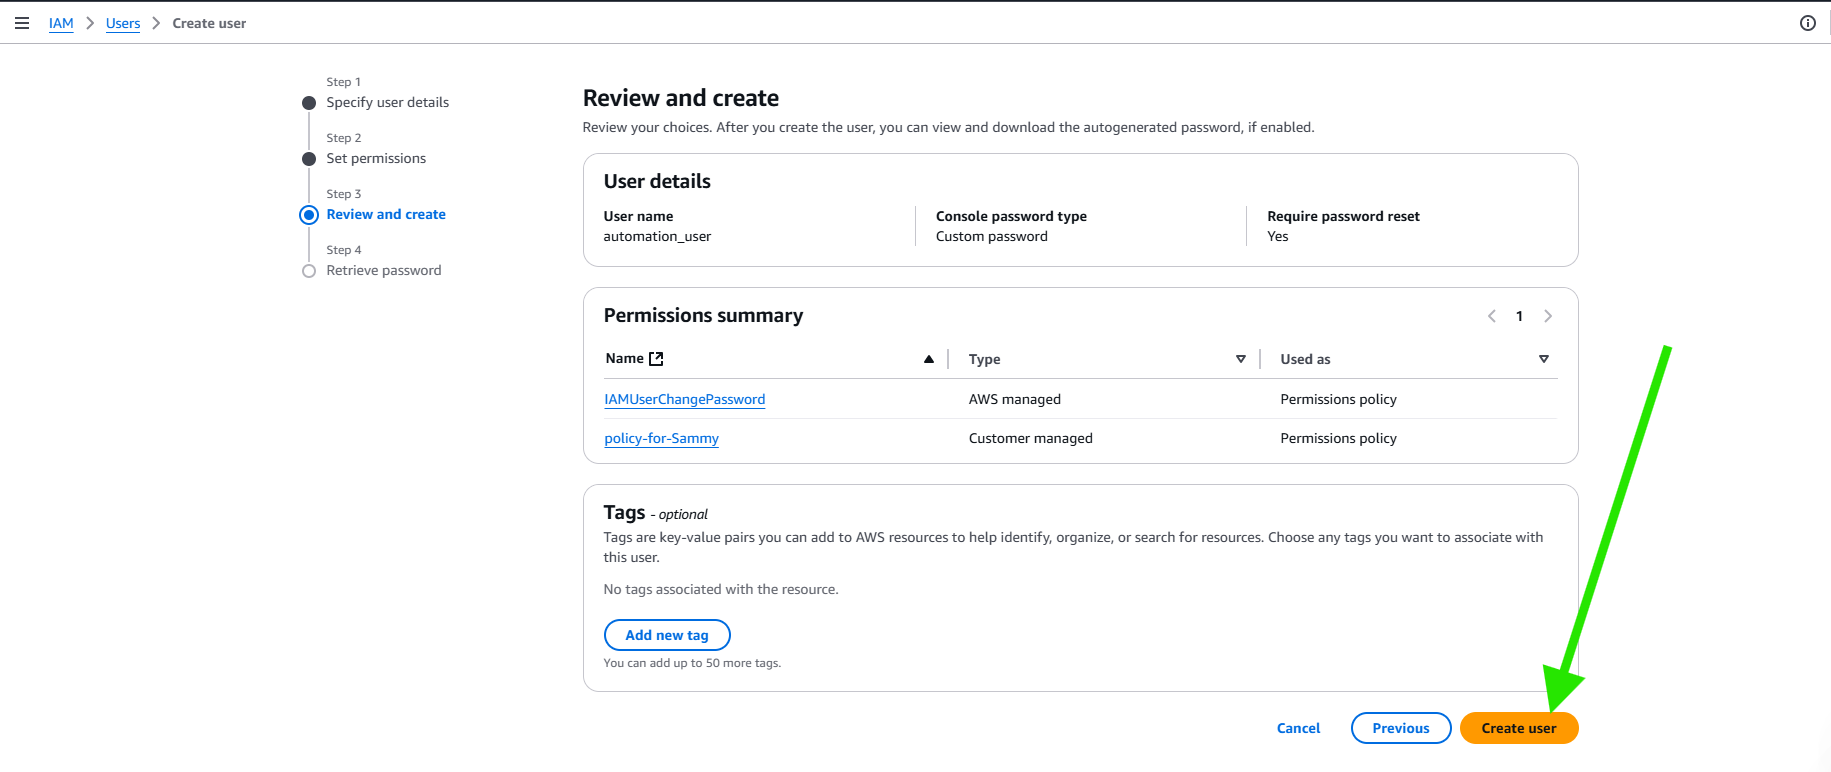 IAM > Users > Create user
Step 1
Specify user details
Step 2
Set permissions
Step 3
Review and create
Step 4
Retrieve password
Review and create
Review your choices. After you create the user, you can view and download the autogenerated password, if enabled.
User details
User name Console password type Require password reset
automation_user Custom password Yes
Permissions summary
< 1 >
Name Type Used as
IAMUserChangePassword AWS managed Permissions policy
policy-for-Sammy Customer managed Permissions policy
Tags - optional
Tags are key-value pairs you can add to AWS resources to help identify, organize, or search for resources. Choose any tags you want to associate with
this user.
No tags associated with the resource.
Add new tag
You can add up to 50 more tags.
Cancel Previous Create user